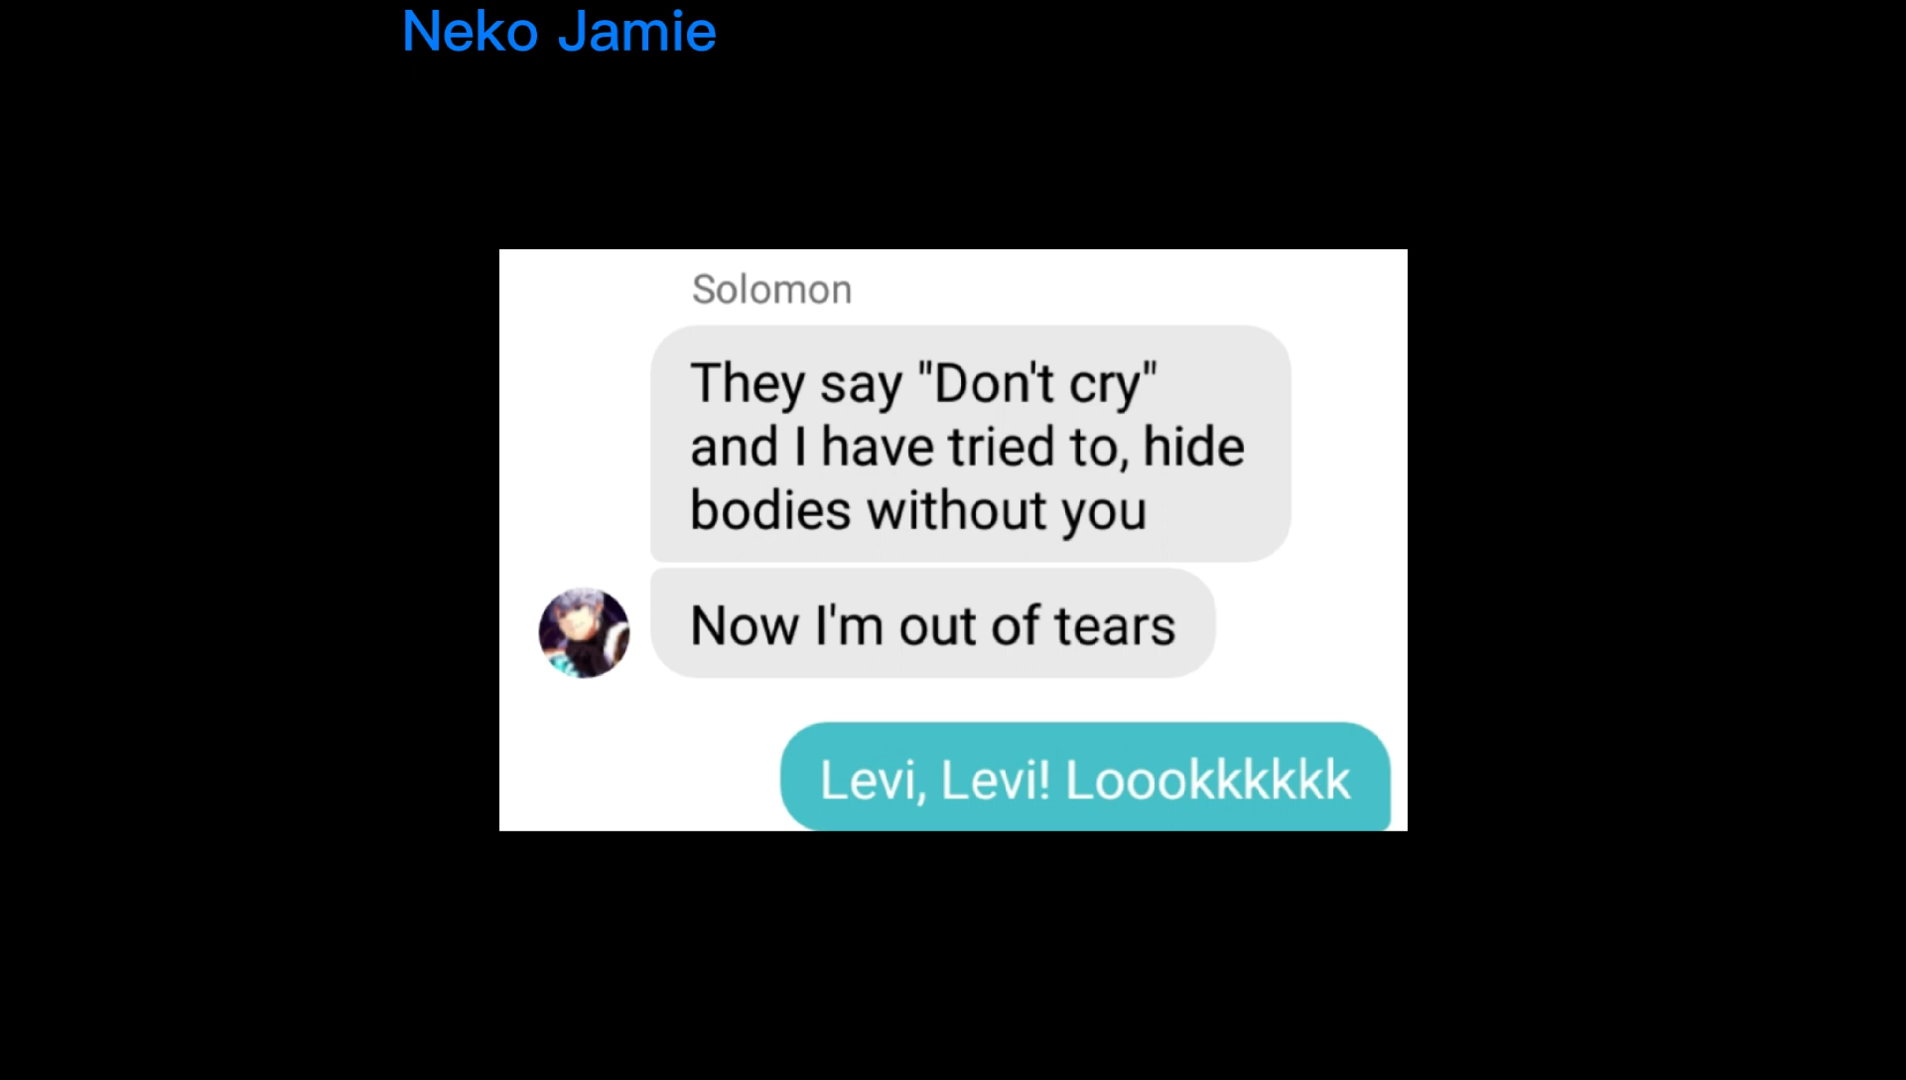 Neko Jamie
Solomon
They say "Don't cry"
and I have tried to, hide
bodies without you
Now I'm out of tears
Levi, Levi! Loookkkkkk